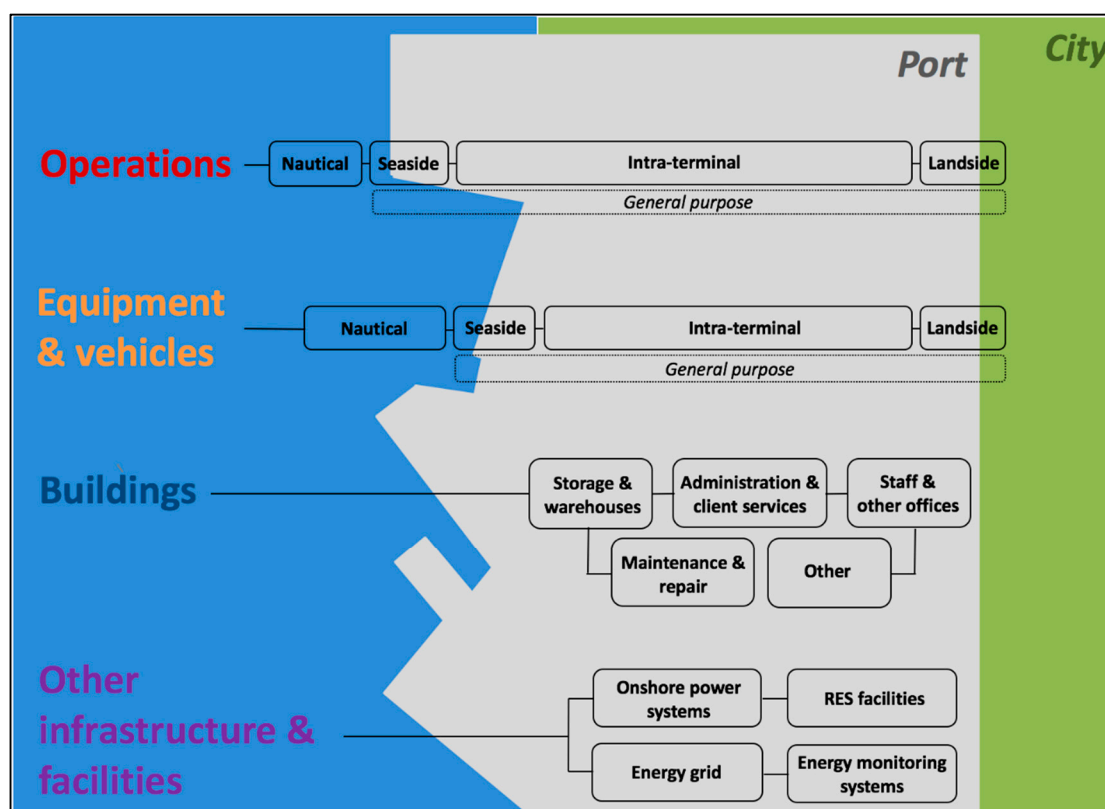 City
Port
Operations
Nautical
Seaside
Intra-terminal
Landside
General purpose
Equipment
& vehicles
Nautical
Seaside
Intra-terminal
Landside
General purpose
Buildings
Storage &
warehouses
Administration &
client services
Staff &
other offices
Maintenance &
repair
Other
Other
infrastructure &
facilities
Onshore power
systems
RES facilities
Energy grid
Energy monitoring
systems